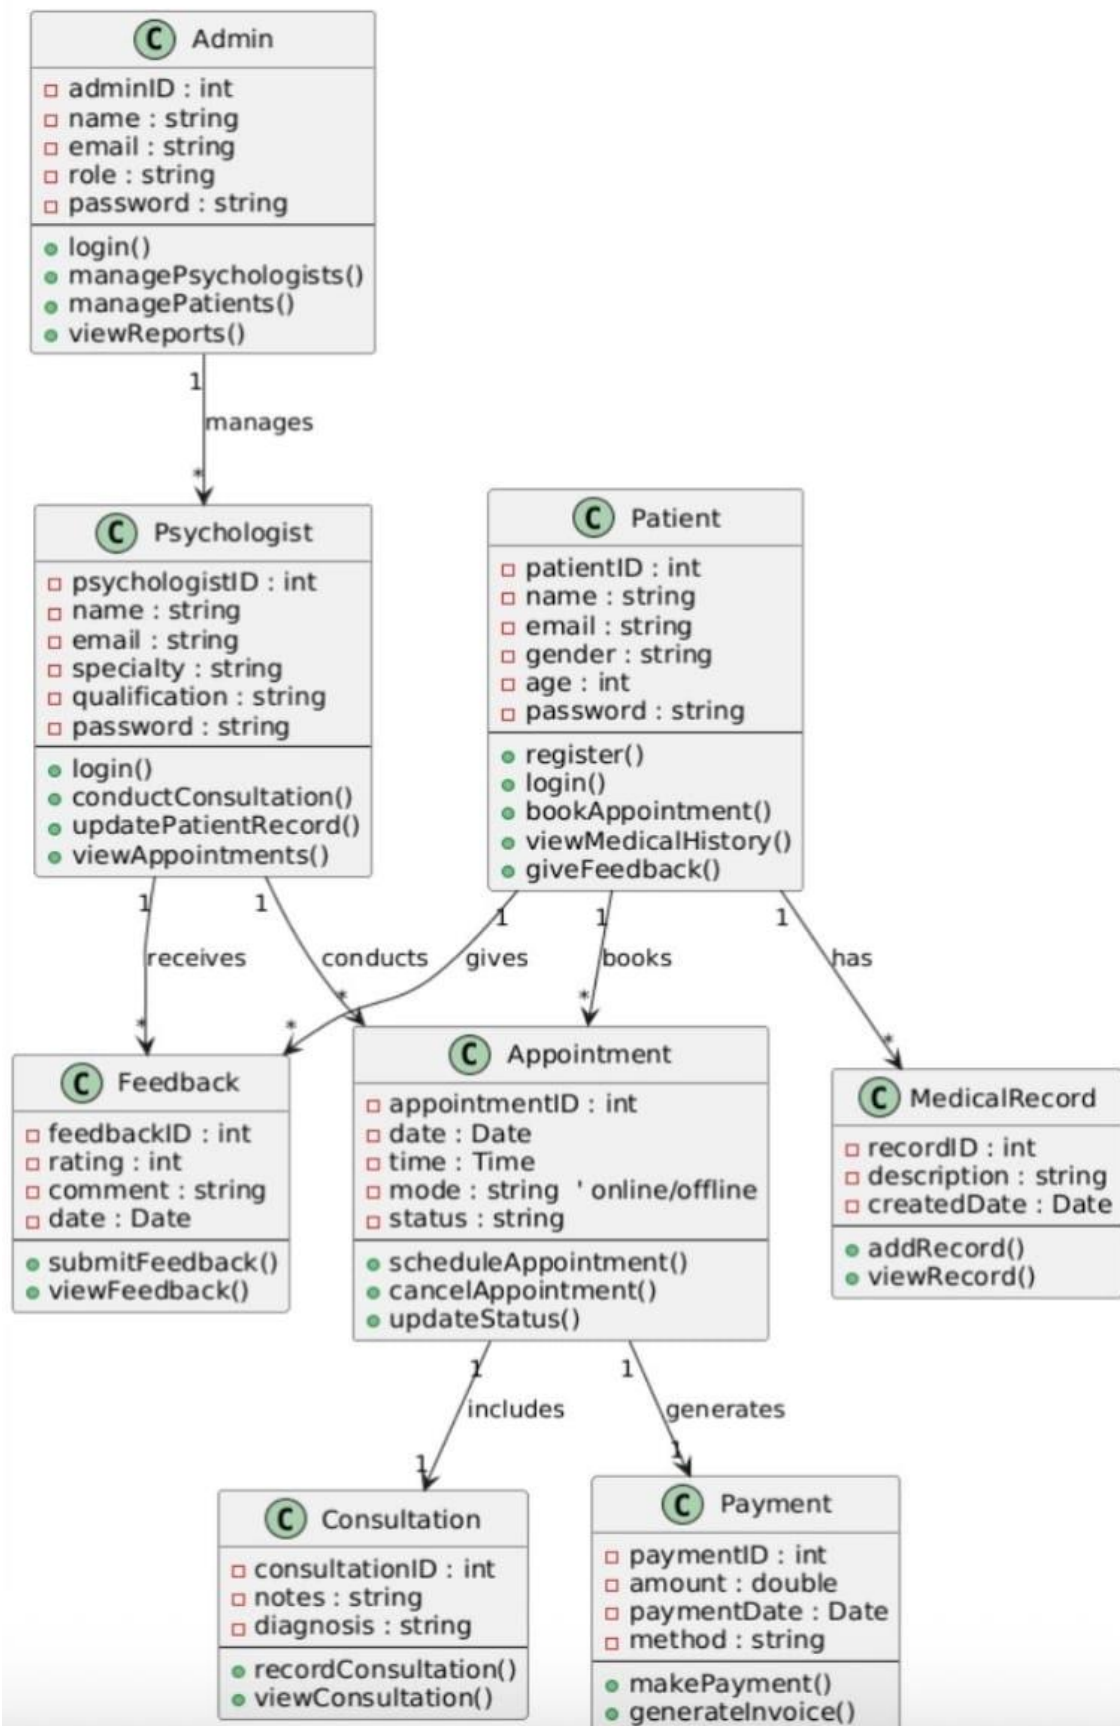 C Admin
adminID : int
name : string
email : string
role : string
password : string
login()
managePsychologists()
managePatients()
viewReports()
1
manages
*
C Psychologist
psychologistID : int
name : string
email : string
specialty : string
qualification : string
password : string
login()
conductConsultation()
updatePatientRecord()
viewAppointments()
C Patient
patientID : int
name : string
email : string
gender : string
age : int
password : string
register()
login()
bookAppointment()
viewMedicalHistory()
giveFeedback()
1 1 1 1 1
receives conducts gives books has
* * * * *
C Feedback
feedbackID : int
rating : int
comment : string
date : Date
submitFeedback()
viewFeedback()
C Appointment
appointmentID : int
date : Date
time : Time
mode : string ' online/offline
status : string
scheduleAppointment()
cancelAppointment()
updateStatus()
C MedicalRecord
recordID : int
description : string
createdDate : Date
addRecord()
viewRecord()
1 1
includes generates
1 1
C Consultation
consultationID : int
notes : string
diagnosis : string
recordConsultation()
viewConsultation()
C Payment
paymentID : int
amount : double
paymentDate : Date
method : string
makePayment()
generateInvoice()